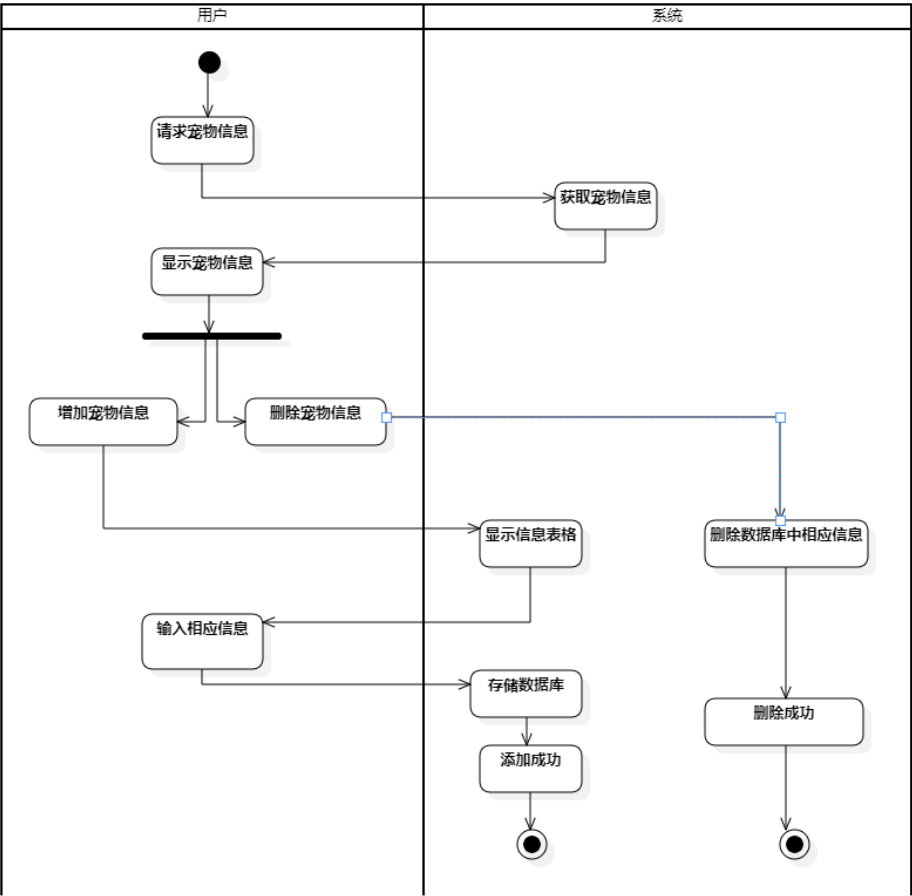 用户
系统
请求宠物信息
获取宠物信息
显示宠物信息
增加宠物信息
删除宠物信息
显示信息表格
删除数据库中相应信息
输入相应信息
存储数据库
删除成功
添加成功